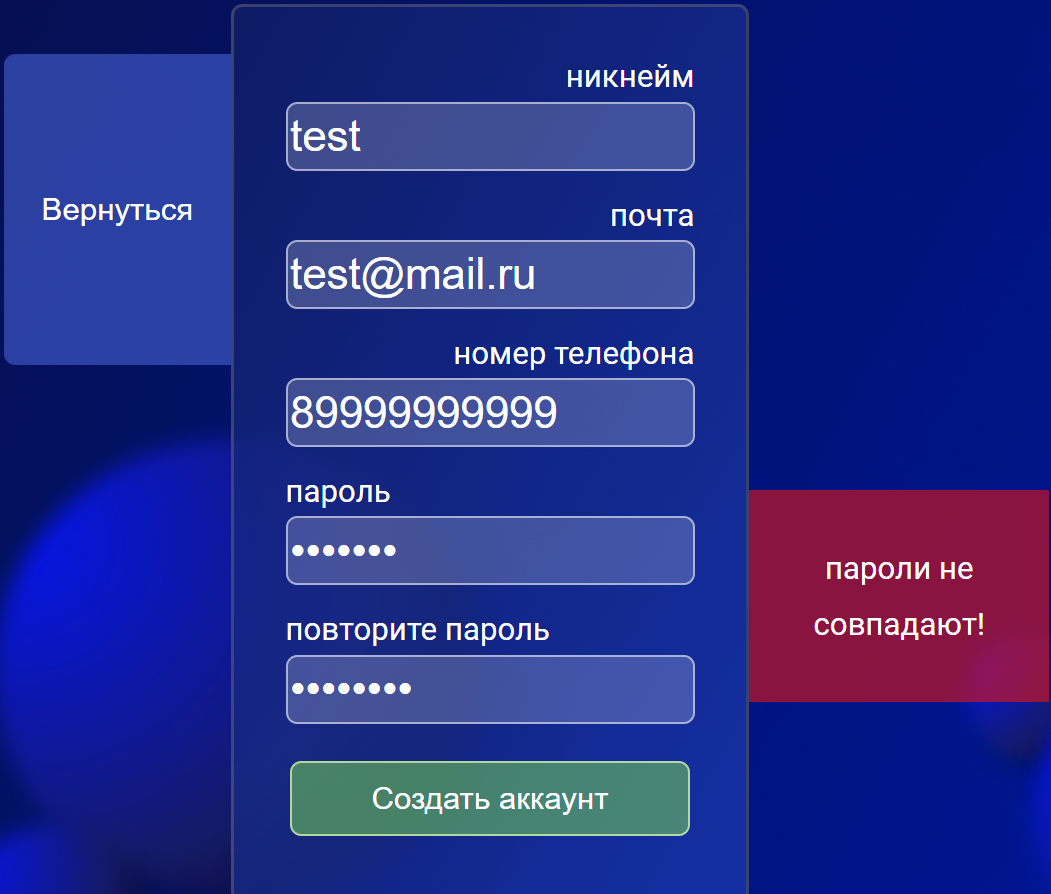 никнейм
test
Вернуться
почта
test@mail.ru
номер телефона
89999999999
пароль
•••••••
пароли не
совпадают!
повторите пароль
••••••••
Создать аккаунт